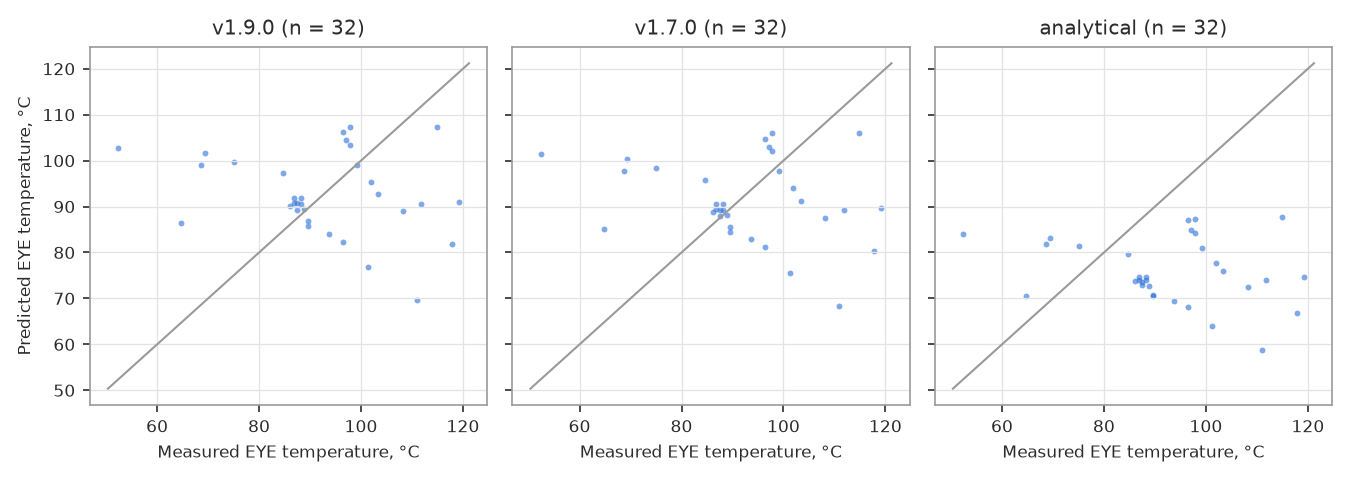 v1.9.0 (n = 32)
v1.7.0 (n = 32)
analytical (n = 32)
Predicted EYE temperature, °C
120
110
100
90
80
70
60
50
60 80 100 120
60 80 100 120
60 80 100 120
Measured EYE temperature, °C
Measured EYE temperature, °C
Measured EYE temperature, °C